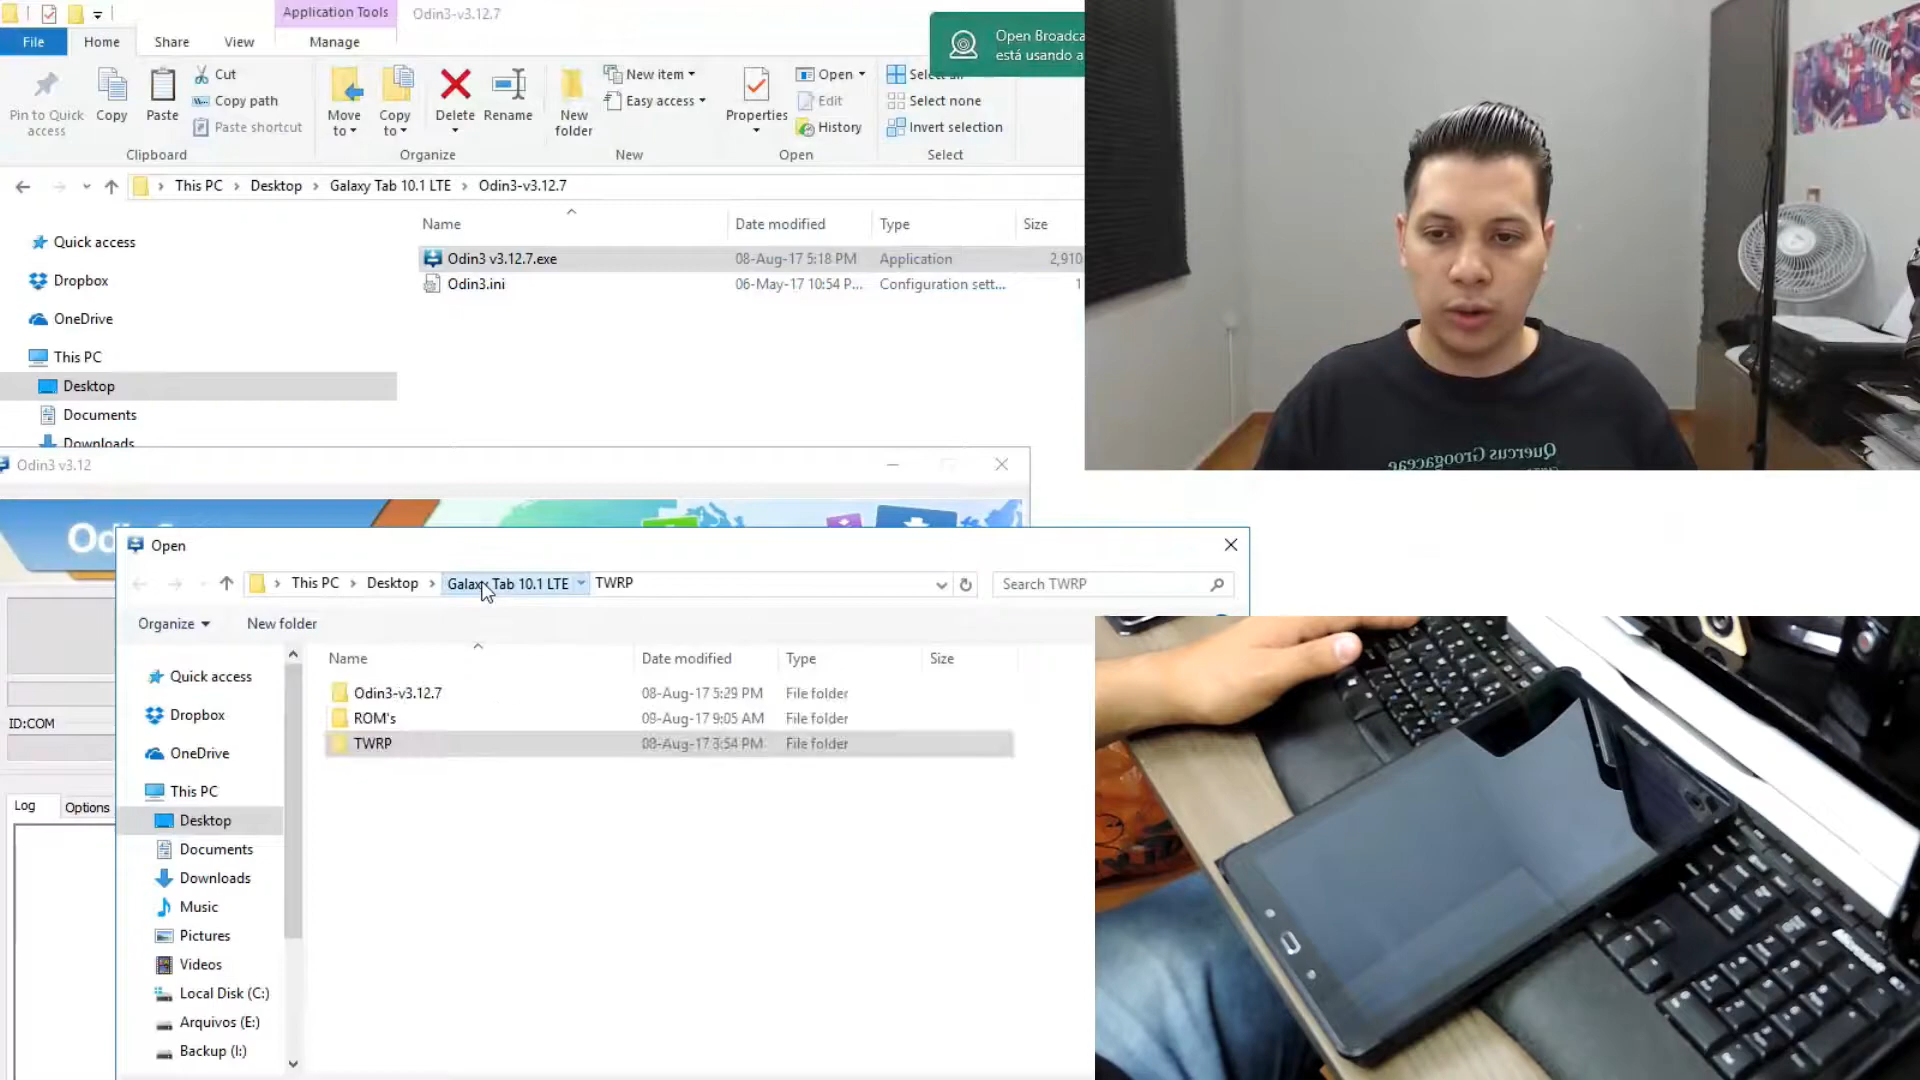 Application Tools
Odin3-v3.12.7
File
Home
Share
View
Manage
Pin to Quick access
Copy
Paste
Cut
Copy path
Paste shortcut
Clipboard
Move to
Copy to
Delete
Rename
Organize
New folder
New item
Easy access
New
Properties
Open
Edit
History
Open
Select none
Invert selection
Select
Open Broadca
está usando a
This PC > Desktop > Galaxy Tab 10.1 LTE > Odin3-v3.12.7
Name
Date modified
Type
Size
Odin3 v3.12.7.exe
08-Aug-17 5:18 PM
Application
2,910
Odin3.ini
06-May-17 10:54 P...
Configuration sett...
1
Quick access
Dropbox
OneDrive
This PC
Desktop
Documents
Downloads
Odin3 v3.12
Od
ID:COM
Log
Options
Open
This PC > Desktop > Galaxy Tab 10.1 LTE TWRP
Search TWRP
Organize
New folder
Name
Date modified
Type
Size
Odin3-v3.12.7
08-Aug-17 5:29 PM
File folder
ROM's
09-Aug-17 9:05 AM
File folder
TWRP
08-Aug-17 3:54 PM
File folder
Quick access
Dropbox
OneDrive
This PC
Desktop
Documents
Downloads
Music
Pictures
Videos
Local Disk (C:)
Arquivos (E:)
Backup (I:)
Quercus Groogaceae